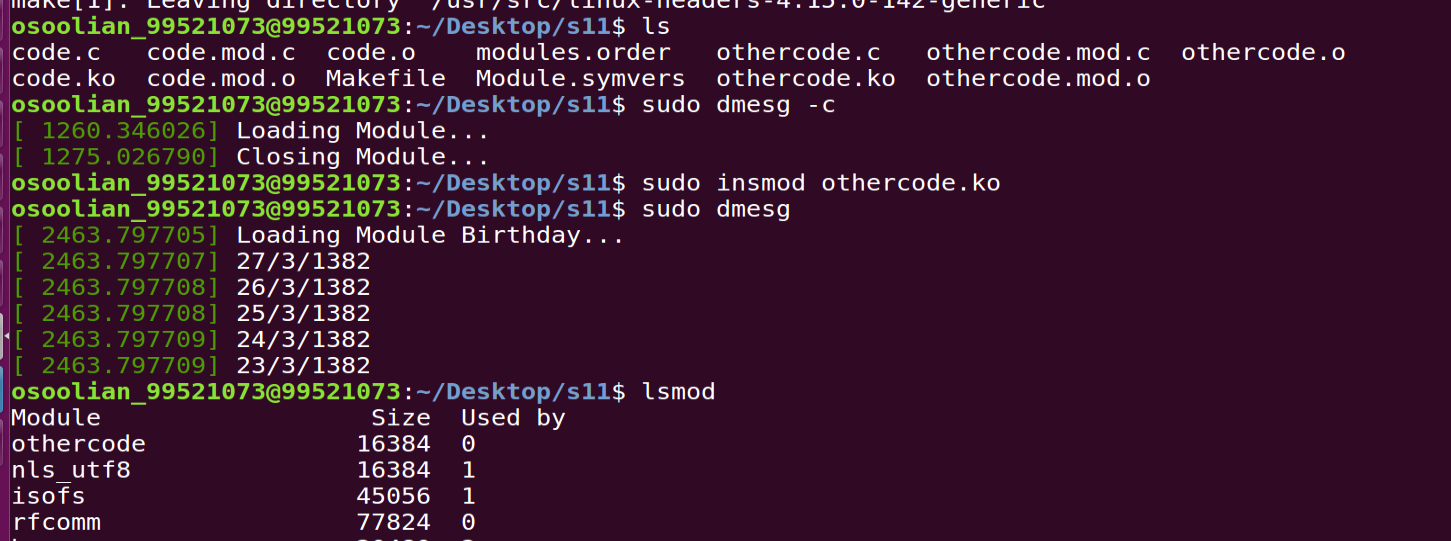 make[1]: Leaving directory '/usr/src/linux-headers-4.15.0-142-generic'
osoolian_99521073@99521073:~/Desktop/s11$ ls
code.c   code.mod.c  code.o    modules.order   othercode.c   othercode.mod.c  othercode.o
code.ko  code.mod.o  Makefile  Module.symvers  othercode.ko  othercode.mod.o
osoolian_99521073@99521073:~/Desktop/s11$ sudo dmesg -c
[ 1260.346026] Loading Module...
[ 1275.026790] Closing Module...
osoolian_99521073@99521073:~/Desktop/s11$ sudo insmod othercode.ko
osoolian_99521073@99521073:~/Desktop/s11$ sudo dmesg
[ 2463.797705] Loading Module Birthday...
[ 2463.797707] 27/3/1382
[ 2463.797708] 26/3/1382
[ 2463.797708] 25/3/1382
[ 2463.797709] 24/3/1382
[ 2463.797709] 23/3/1382
osoolian_99521073@99521073:~/Desktop/s11$ lsmod
Module                  Size  Used by
othercode              16384  0
nls_utf8               16384  1
isofs                  45056  1
rfcomm                 77824  0